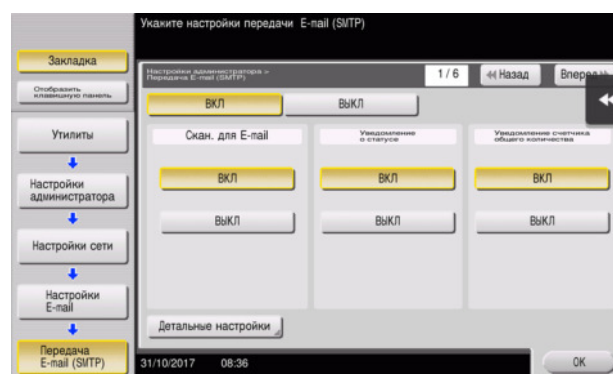 Укажите настройки передачи E-mail (SMTP)
Закладка
Отобразить
клавишную панель
Утилиты
Настройки
администратора
Настройки сети
Настройки
E-mail
Передача
E-mail (SMTP)
Настройки администратора >
Передача E-mail (SMTP)
1 / 6
Назад
Вперед
ВКЛ
ВЫКЛ
Скан. для E-mail
ВКЛ
ВЫКЛ
Уведомление
о статусе
ВКЛ
ВЫКЛ
Уведомление счетчика
общего количества
ВКЛ
ВЫКЛ
Детальные настройки
31/10/2017 08:36
OK